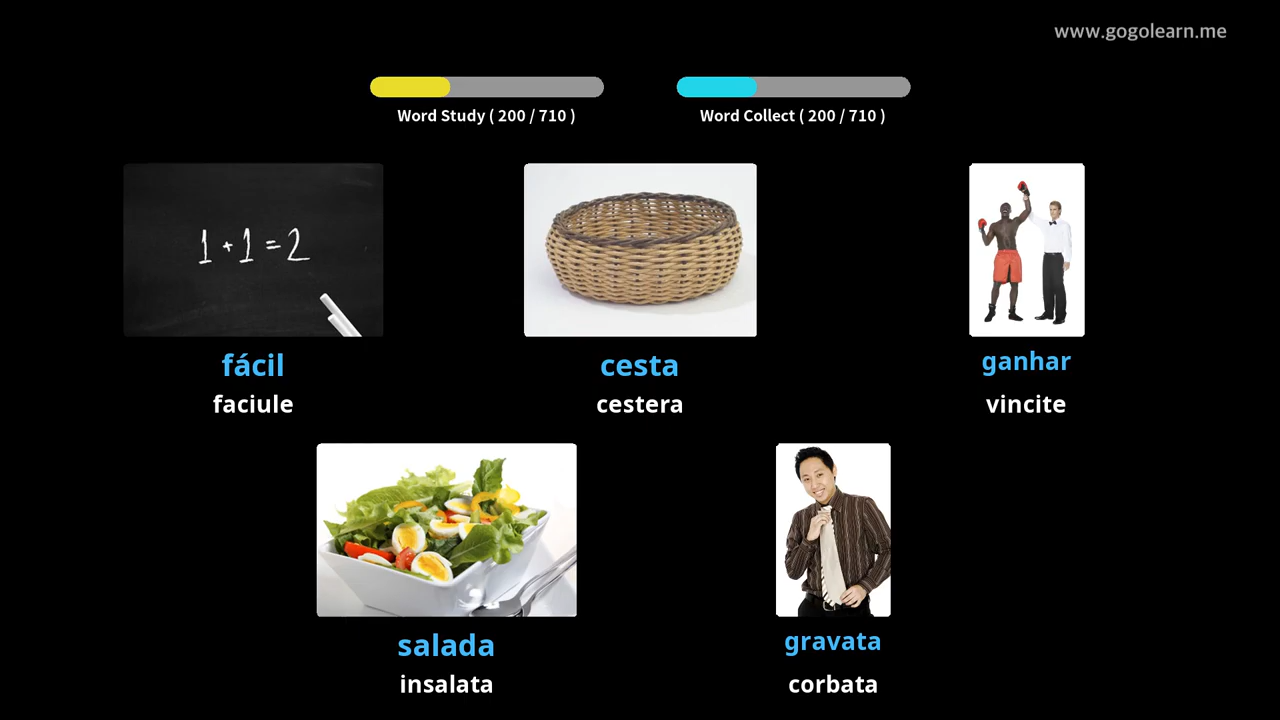 www.gogolearn.me
Word Study ( 200 / 710 )
Word Collect ( 200 / 710 )
1 + 1 = 2
fácil
faciule
cesta
cestera
ganhar
vincite
salada
insalata
gravata
corbata